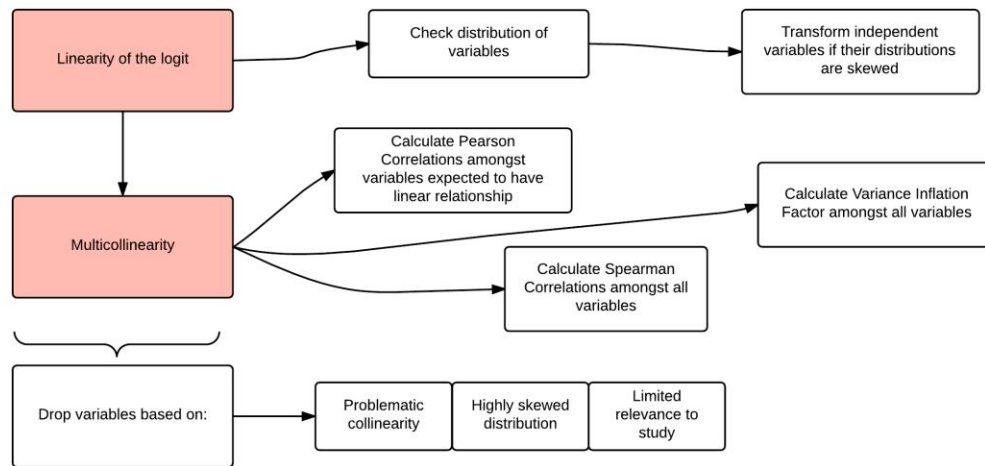 Linearity of the logit
Check distribution of
variables
Transform independent
variables if their distributions
are skewed
Calculate Pearson
Correlations amongst
variables expected to have
linear relationship
Calculate Variance Inflation
Factor amongst all variables
Multicollinearity
Calculate Spearman
Correlations amongst all
variables
Drop variables based on:
Problematic
collinearity
Highly skewed
distribution
Limited
relevance to
study